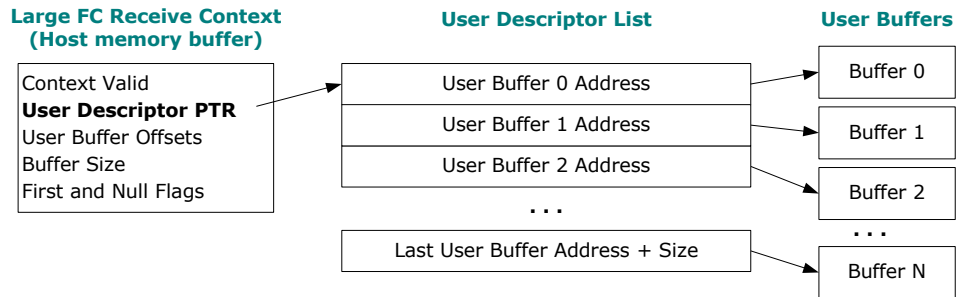 Large FC Receive Context
(Host memory buffer)
Context Valid
User Descriptor PTR
User Buffer Offsets
Buffer Size
First and Null Flags
User Descriptor List
User Buffer 0 Address
User Buffer 1 Address
User Buffer 2 Address
...
Last User Buffer Address + Size
User Buffers
Buffer 0
Buffer 1
Buffer 2
...
Buffer N